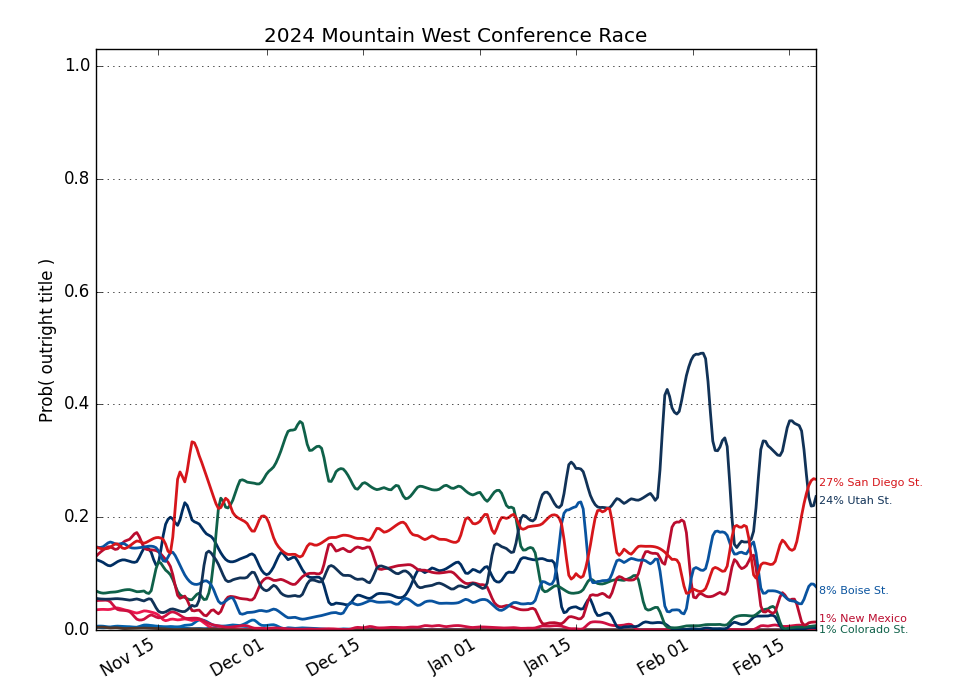 2024 Mountain West Conference Race
Prob( outright title )
1.0
0.8
0.6
0.4
0.2
0.0
Nov 15
Dec 01
Dec 15
Jan 01
Jan 15
Feb 01
Feb 15
27% San Diego St.
24% Utah St.
8% Boise St.
1% New Mexico
1% Colorado St.